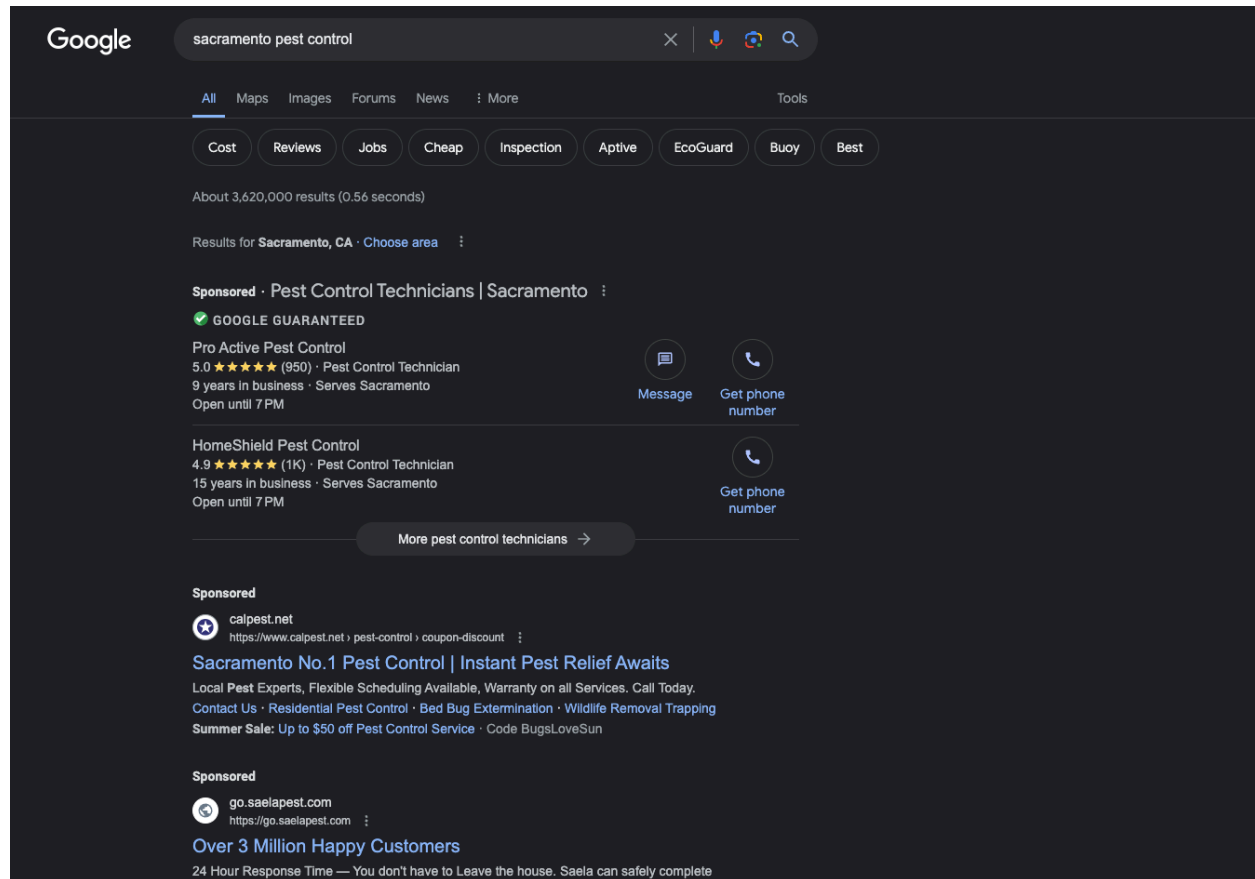 Google
sacramento pest control
All Maps Images Forums News More Tools
Cost Reviews Jobs Cheap Inspection Aptive EcoGuard Buoy Best
About 3,620,000 results (0.56 seconds)
Results for Sacramento, CA · Choose area
Sponsored · Pest Control Technicians | Sacramento
GOOGLE GUARANTEED
Pro Active Pest Control
5.0 ★★★★★ (950) · Pest Control Technician
9 years in business · Serves Sacramento
Open until 7 PM
Message
Get phone
number
HomeShield Pest Control
4.9 ★★★★★ (1K) · Pest Control Technician
15 years in business · Serves Sacramento
Open until 7 PM
Get phone
number
More pest control technicians →
Sponsored
calpest.net
https://www.calpest.net › pest-control › coupon-discount
Sacramento No.1 Pest Control | Instant Pest Relief Awaits
Local Pest Experts, Flexible Scheduling Available, Warranty on all Services. Call Today.
Contact Us · Residential Pest Control · Bed Bug Extermination · Wildlife Removal Trapping
Summer Sale: Up to $50 off Pest Control Service · Code BugsLoveSun
Sponsored
go.saelapest.com
https://go.saelapest.com
Over 3 Million Happy Customers
24 Hour Response Time — You don't have to Leave the house. Saela can safely complete